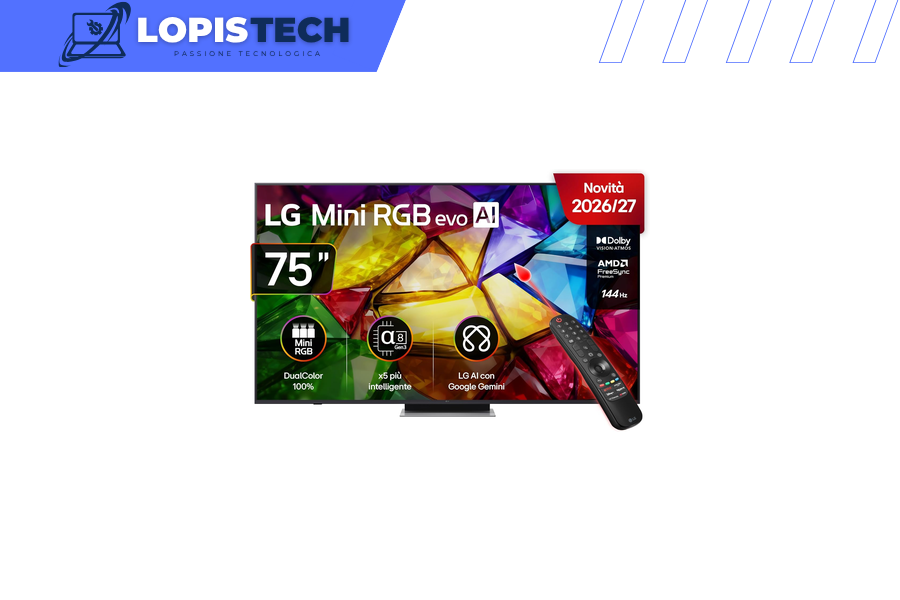 LOPISTECH
PASSIONE TECNOLOGICA
Novità
2026/27
LG Mini RGB evo AI
Dolby
VISION·ATMOS
AMD
FreeSync
Premium
144Hz
75"
Mini
RGB
α 8
Gen3
DualColor
100%
x5 più
intelligente
LG AI con
Google Gemini